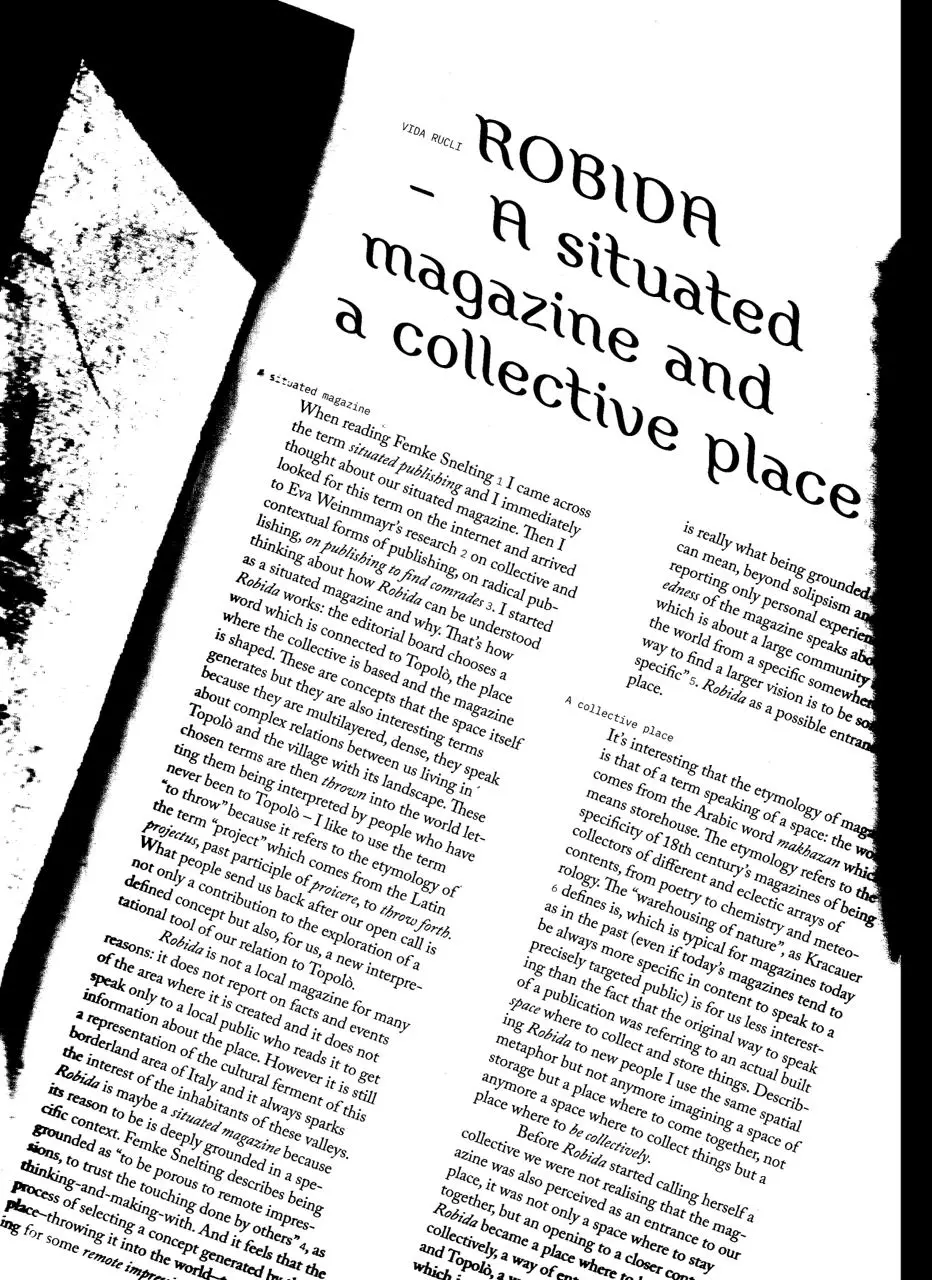 VIDA RUCLI
ROBIDA
– A situated
magazine and
a collective place
A situated magazine
When reading Femke Snelting 1 I came across
the term situated publishing and I immediately
thought about our situated magazine. Then I
looked for this term on the internet and arrived
to Eva Weinmmayr's research 2 on collective and
contextual forms of publishing, on radical pub-
lishing, on publishing to find comrades 3. I started
thinking about how Robida can be understood
as a situated magazine and why. That's how
Robida works: the editorial board chooses a
word which is connected to Topolò, the place
where the collective is based and the magazine
is shaped. These are concepts that the space itself
generates but they are also interesting terms
because they are multilayered, dense, they speak
about complex relations between us living in
Topolò and the village with its landscape. These
chosen terms are then thrown into the world let-
ting them being interpreted by people who have
never been to Topolò – I like to use the term
“to throw” because it refers to the etymology of
the term “project” which comes from the Latin
projectus, past participle of proicere, to throw forth.
What people send us back after our open call is
not only a contribution to the exploration of a
defined concept but also, for us, a new interpre-
tational tool of our relation to Topolò.
Robida is not a local magazine for many
reasons: it does not report on facts and events
of the area where it is created and it does not
speak only to a local public who reads it to get
information about the place. However it is still
a representation of the cultural ferment of this
borderland area of Italy and it always sparks
the interest of the inhabitants of these valleys.
Robida is maybe a situated magazine because
its reason to be is deeply grounded in a spe-
cific context. Femke Snelting describes being
grounded as “to be porous to remote impres-
sions, to trust the touching done by others”4, as
thinking-and-making-with. And it feels that the
process of selecting a concept generated by
place—throwing it into the world
ing for some remote
is really what being grounded
can mean, beyond solipsism
reporting only personal
edness of the magazine speaks
which is about a large community
the world from a specific
way to find a larger vision is to be
specific”5. Robida as a possible
place.
A collective place
It's interesting that the etymology of
is that of a term speaking of a space: the
comes from the Arabic word makhazan
means storehouse. The etymology refers to the
specificity of 18th century's magazines of being
collectors of different and eclectic arrays of
contents, from poetry to chemistry and meteo-
rology. The “warehousing of nature”, as Kracauer
6 defines is, which is typical for magazines today
as in the past (even if today's magazines tend to
be always more specific in content to speak to a
precisely targeted public) is for us less interest-
ing than the fact that the original way to speak
of a publication was referring to an actual built
space where to collect and store things. Describ-
ing Robida to new people I use the same spatial
metaphor but not anymore imagining a space of
storage but a place where to come together, not
anymore a space where to collect things but a
place where to be collectively.
Before Robida started calling herself a
collective we were not realising that the mag-
azine was also perceived as an entrance to our
place, it was not only a space where to stay
together, but an opening to a closer
Robida became a place where
collectively, a way of
and Topolò, a
which